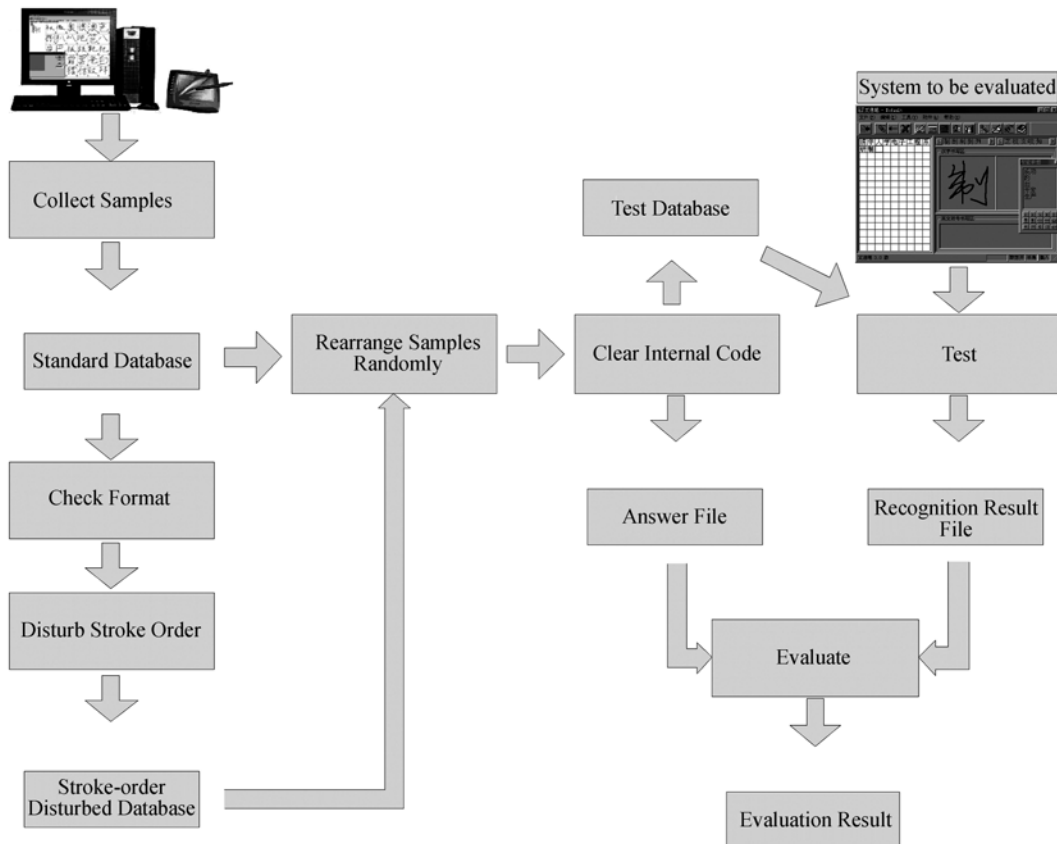 System to be evaluated
制
Collect Samples
Test Database
Standard Database
Rearrange Samples
Randomly
Clear Internal Code
Test
Check Format
Answer File
Recognition Result
File
Disturb Stroke Order
Evaluate
Stroke-order
Disturbed Database
Evaluation Result